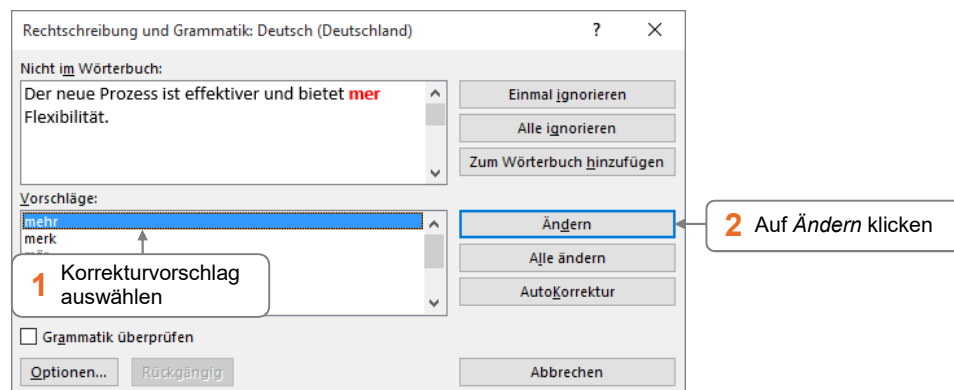 Rechtschreibung und Grammatik: Deutsch (Deutschland) ? ×
Nicht im Wörterbuch:
Der neue Prozess ist effektiver und bietet mer
Flexibilität.
Einmal ignorieren
Alle ignorieren
Zum Wörterbuch hinzufügen
Vorschläge:
mehr
merk
Ändern
Alle ändern
AutoKorrektur
1 Korrekturvorschlag
auswählen
2 Auf Ändern klicken
Grammatik überprüfen
Optionen...
Rückgängig
Abbrechen